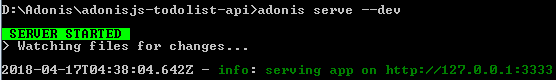 D:\Adonis\adonisjs-todolist-api>adonis serve --dev
SERVER STARTED
> Watching files for changes...
2018-04-17T04:38:04.642Z - info: serving app on http://127.0.0.1:3333